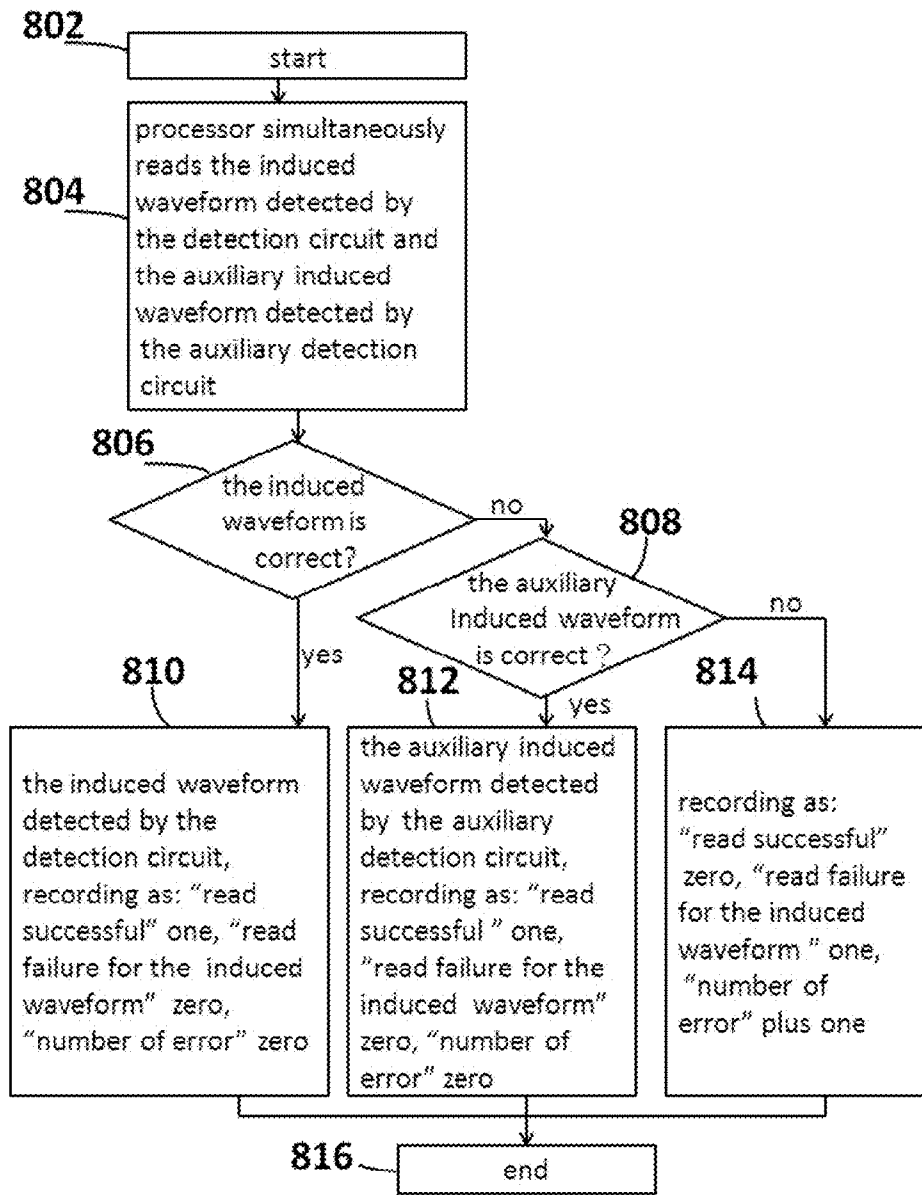 802
start
804
processor simultaneously
reads the induced
waveform detected by
the detection circuit and
the auxiliary induced
waveform detected by
the auxiliary detection
circuit
806
the induced
waveform is
correct?
no
808
the auxiliary
Induced waveform
is correct ?
no
yes
yes
810
the induced waveform
detected by the
detection circuit,
recording as: “read
successful” one, “read
failure for the induced
waveform” zero,
“number of error” zero
812
the auxiliary induced
waveform detected
by the auxiliary
detection circuit,
recording as: “read
successful ” one,
“read failure for the
induced waveform”
zero, “number of
error” zero
814
recording as:
“read successful”
zero, “read failure
for the induced
waveform ” one,
“number of
error” plus one
816
end